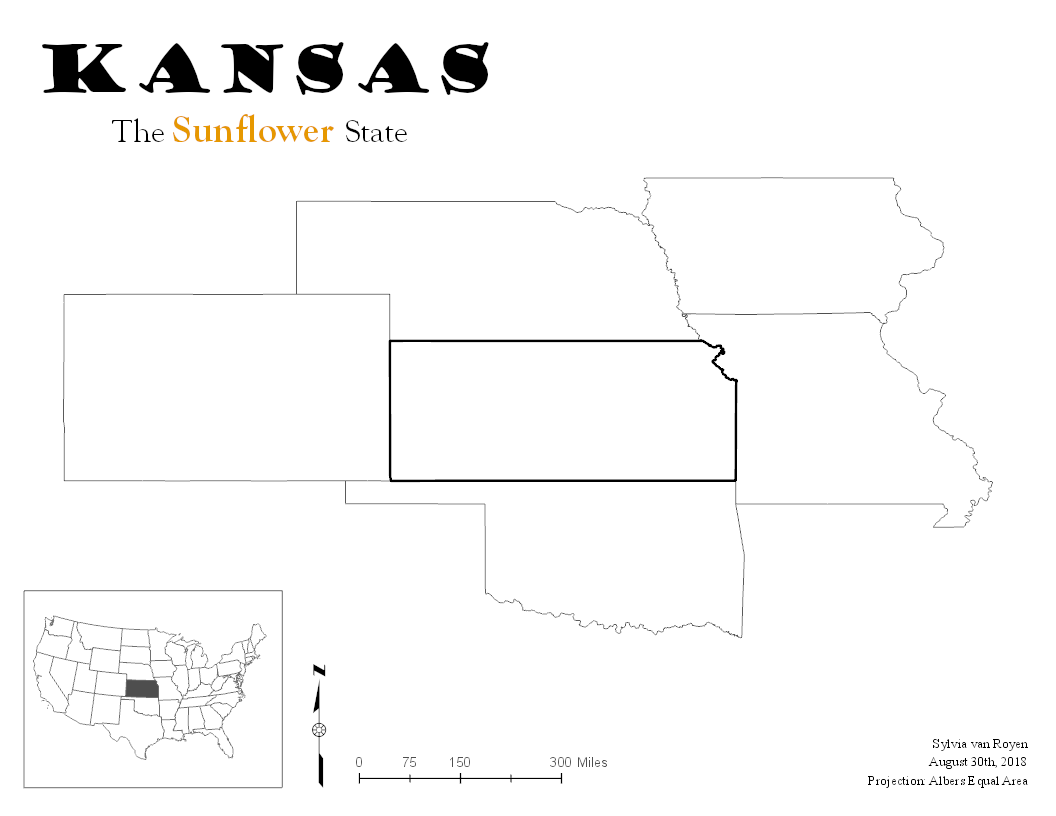 KANSAS
The Sunflower State
N
0 75 150 300 Miles
Sylvia van Royen
August 30th, 2018
Projection: Albers Equal Area